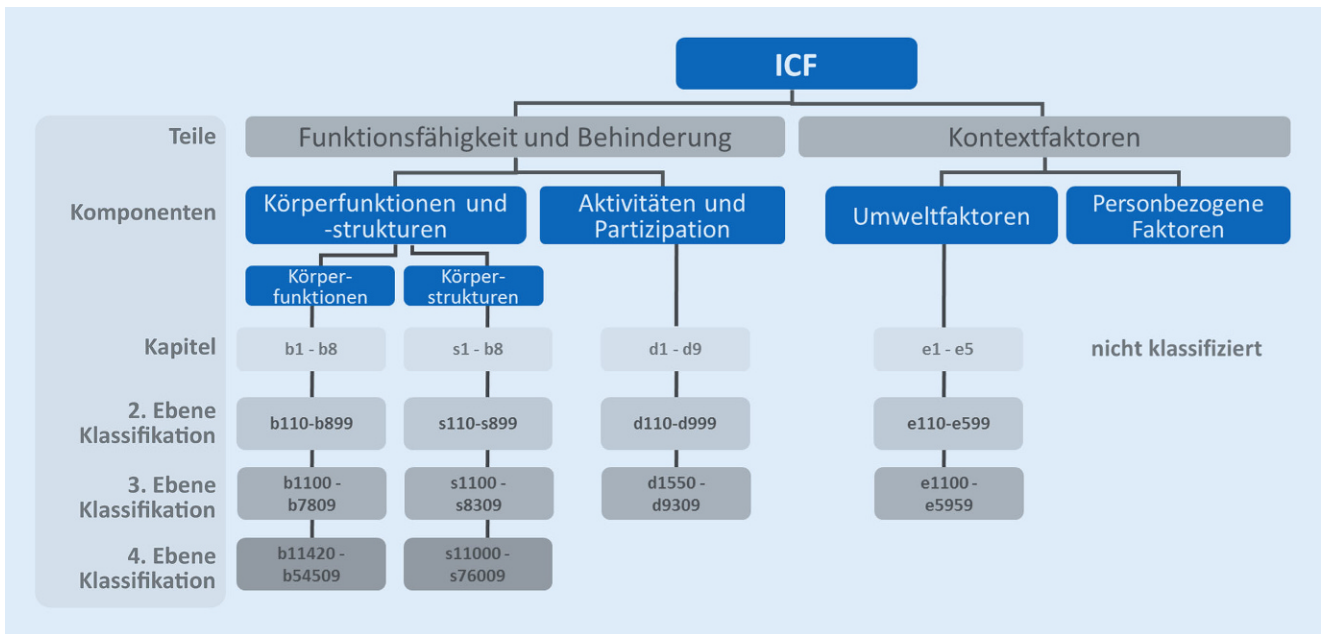 ICF
Teile
Funktionsfähigkeit und Behinderung
Kontextfaktoren
Komponenten
Körperfunktionen und
-strukturen
Aktivitäten und
Partizipation
Umweltfaktoren
Personbezogene
Faktoren
Körper-
funktionen
Körper-
strukturen
Kapitel
b1 - b8
s1 - b8
d1 - d9
e1 - e5
nicht klassifiziert
2. Ebene
Klassifikation
b110-b899
s110-s899
d110-d999
e110-e599
3. Ebene
Klassifikation
b1100 -
b7809
s1100 -
s8309
d1550 -
d9309
e1100 -
e5959
4. Ebene
Klassifikation
b11420 -
b54509
s11000 -
s76009